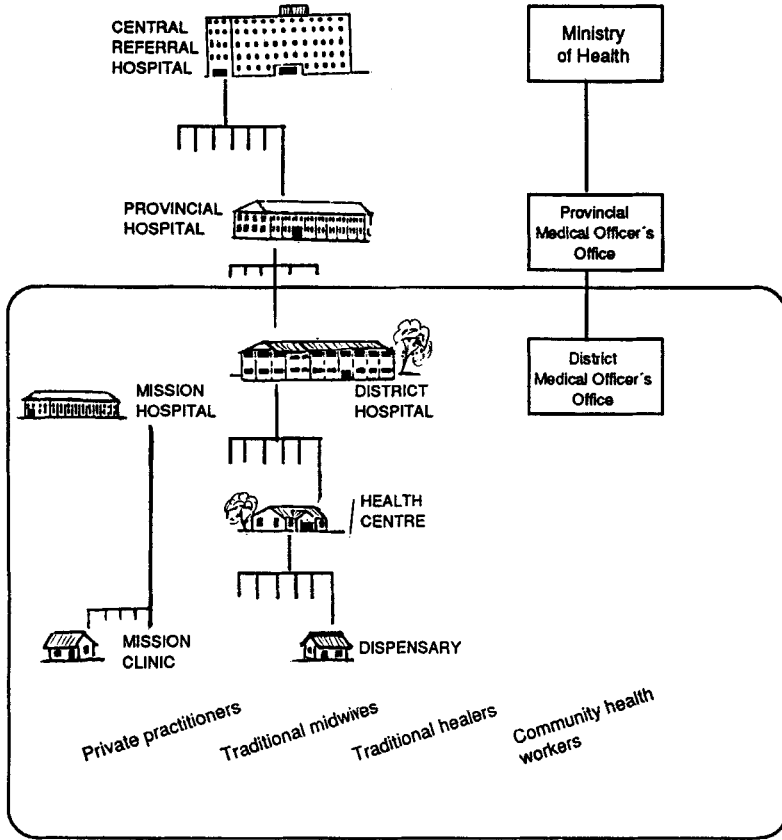 CENTRAL
REFERRAL
HOSPITAL
Ministry
of Health
PROVINCIAL
HOSPITAL
Provincial
Medical Officer's
Office
MISSION
HOSPITAL
DISTRICT
HOSPITAL
District
Medical Officer's
Office
HEALTH
CENTRE
MISSION
CLINIC
DISPENSARY
Private practitioners
Traditional midwives
Traditional healers
Community health
workers